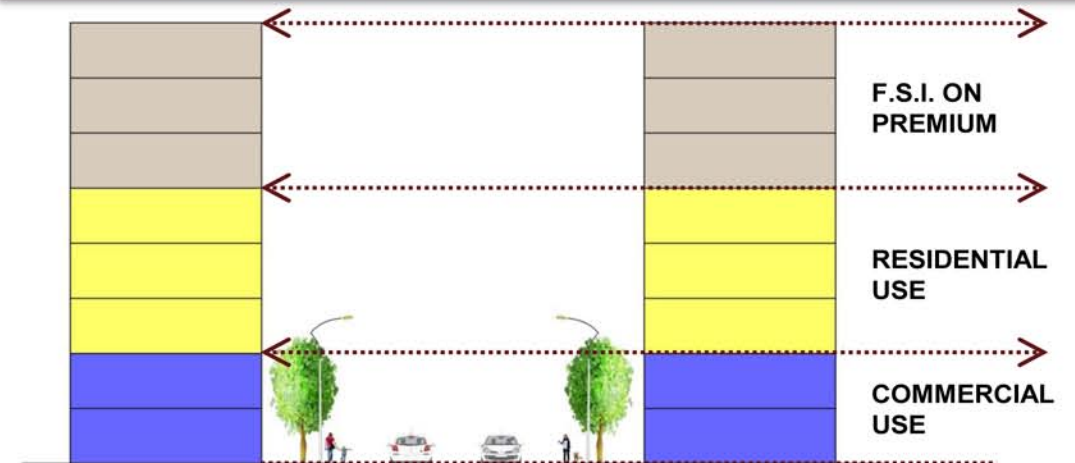 F.S.I. ON
PREMIUM
RESIDENTIAL
USE
COMMERCIAL
USE